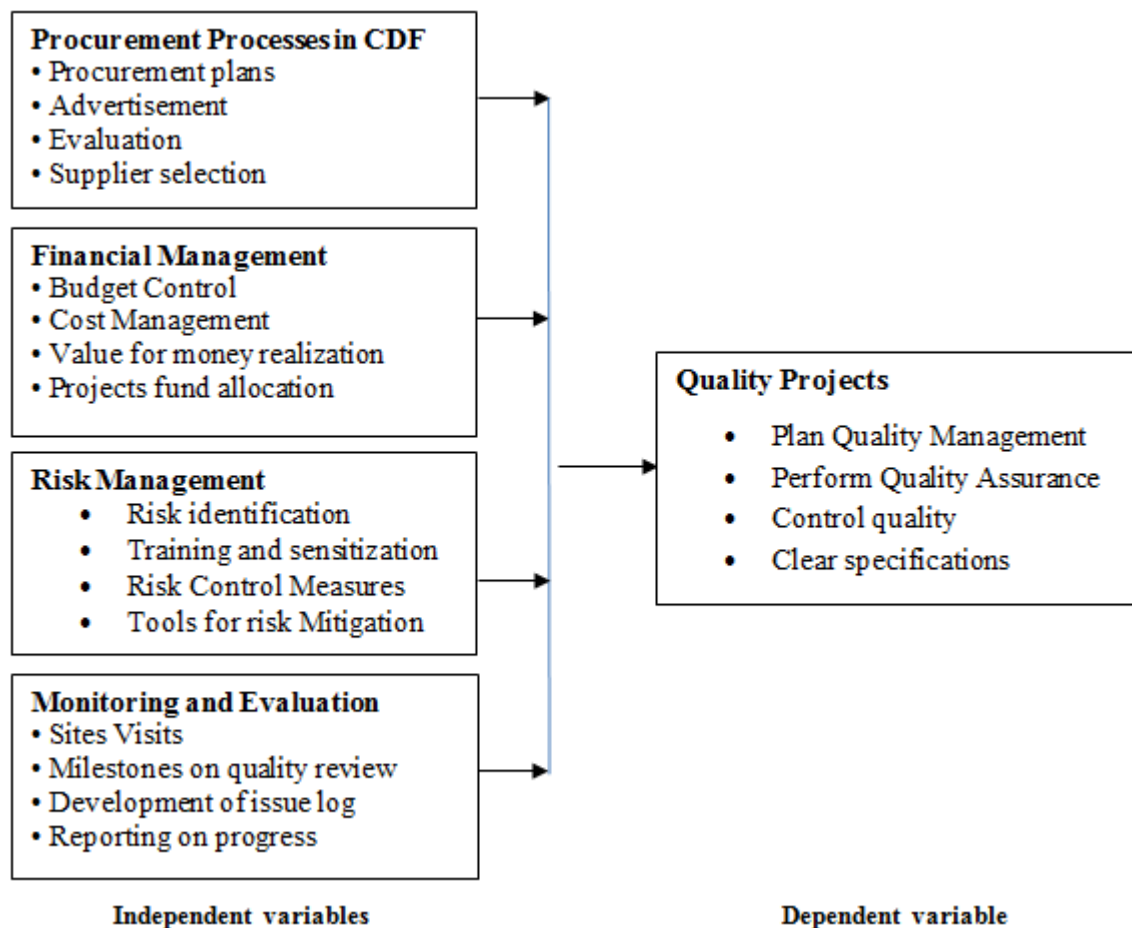 Procurement Processes in CDF
• Procurement plans
• Advertisement
• Evaluation
• Supplier selection
Financial Management
• Budget Control
• Cost Management
• Value for money realization
• Projects fund allocation
Risk Management
• Risk identification
• Training and sensitization
• Risk Control Measures
• Tools for risk Mitigation
Monitoring and Evaluation
• Sites Visits
• Milestones on quality review
• Development of issue log
• Reporting on progress
Independent variables
Quality Projects
• Plan Quality Management
• Perform Quality Assurance
• Control quality
• Clear specifications
Dependent variable